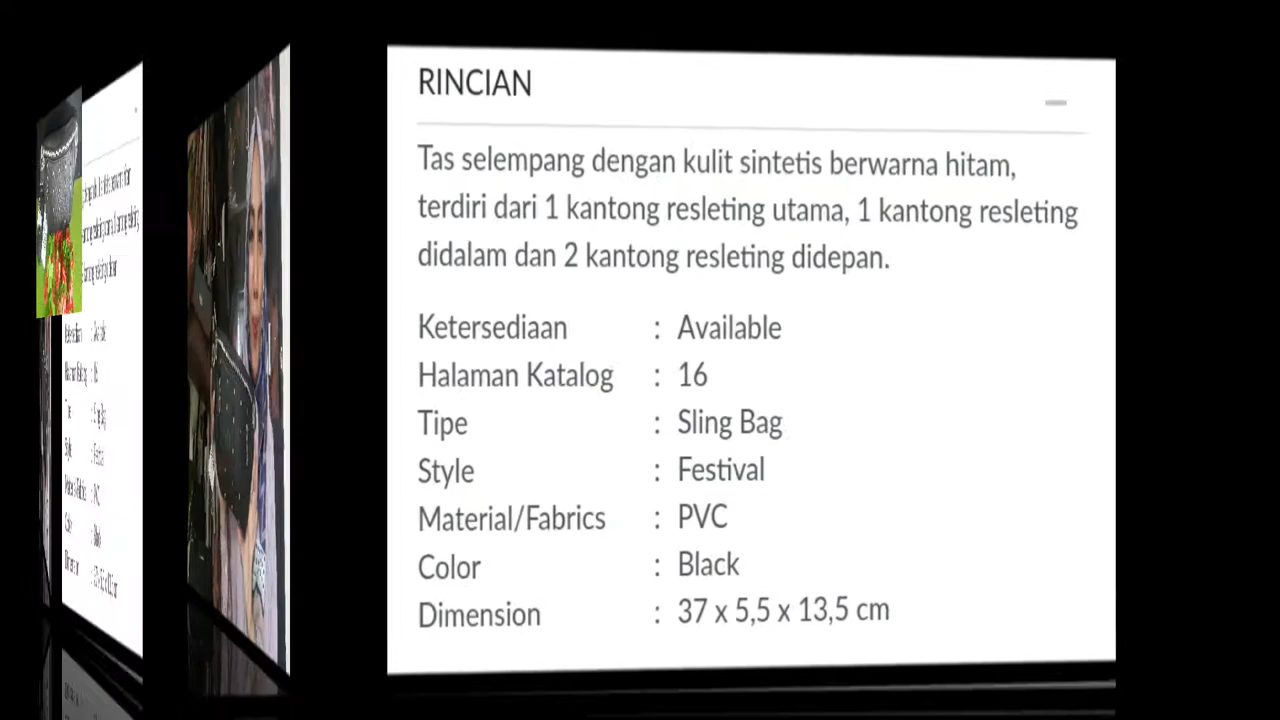 RINCIAN
Tas selempang dengan kulit sintetis berwarna hitam,
terdiri dari 1 kantong resleting utama, 1 kantong resleting
didalam dan 2 kantong resleting didepan.
Ketersediaan : Available
Halaman Katalog : 16
Tipe : Sling Bag
Style : Festival
Material/Fabrics : PVC
Color : Black
Dimension : 37 x 5,5 x 13,5 cm